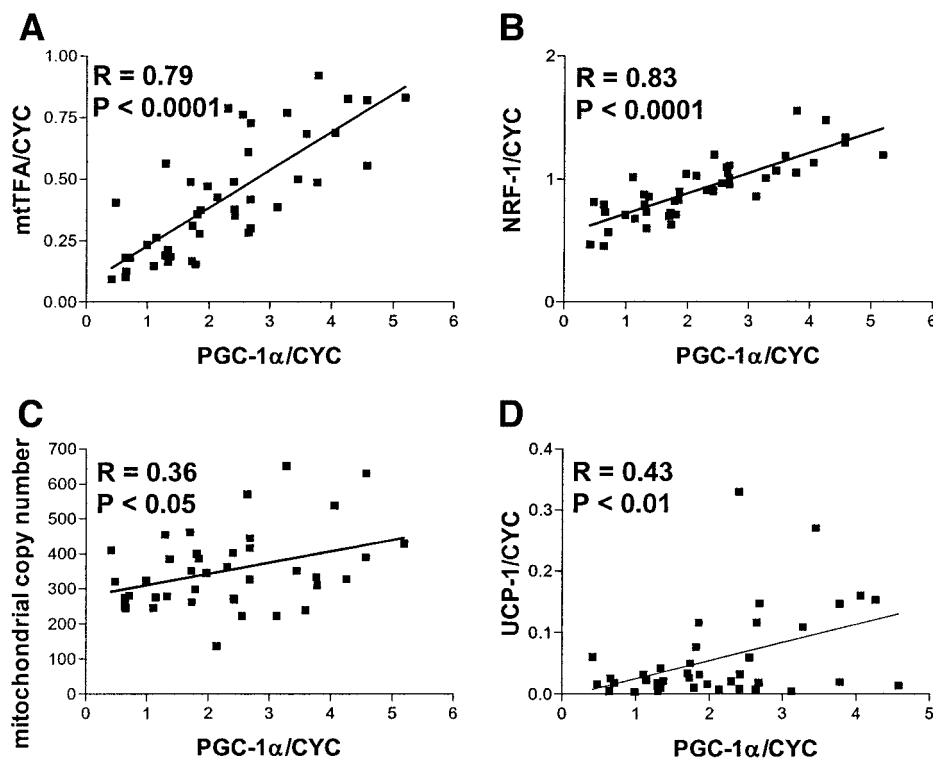 A
R = 0.79
P < 0.0001
mtTFA/CYC
1.00
0.75
0.50
0.25
0.00
0 1 2 3 4 5 6
PGC-1α/CYC
B
R = 0.83
P < 0.0001
NRF-1/CYC
2
1
0
0 1 2 3 4 5 6
PGC-1α/CYC
C
R = 0.36
P < 0.05
mitochondrial copy number
700
600
500
400
300
200
100
0
0 1 2 3 4 5 6
PGC-1α/CYC
D
R = 0.43
P < 0.01
UCP-1/CYC
0.4
0.3
0.2
0.1
0.0
0 1 2 3 4 5
PGC-1α/CYC